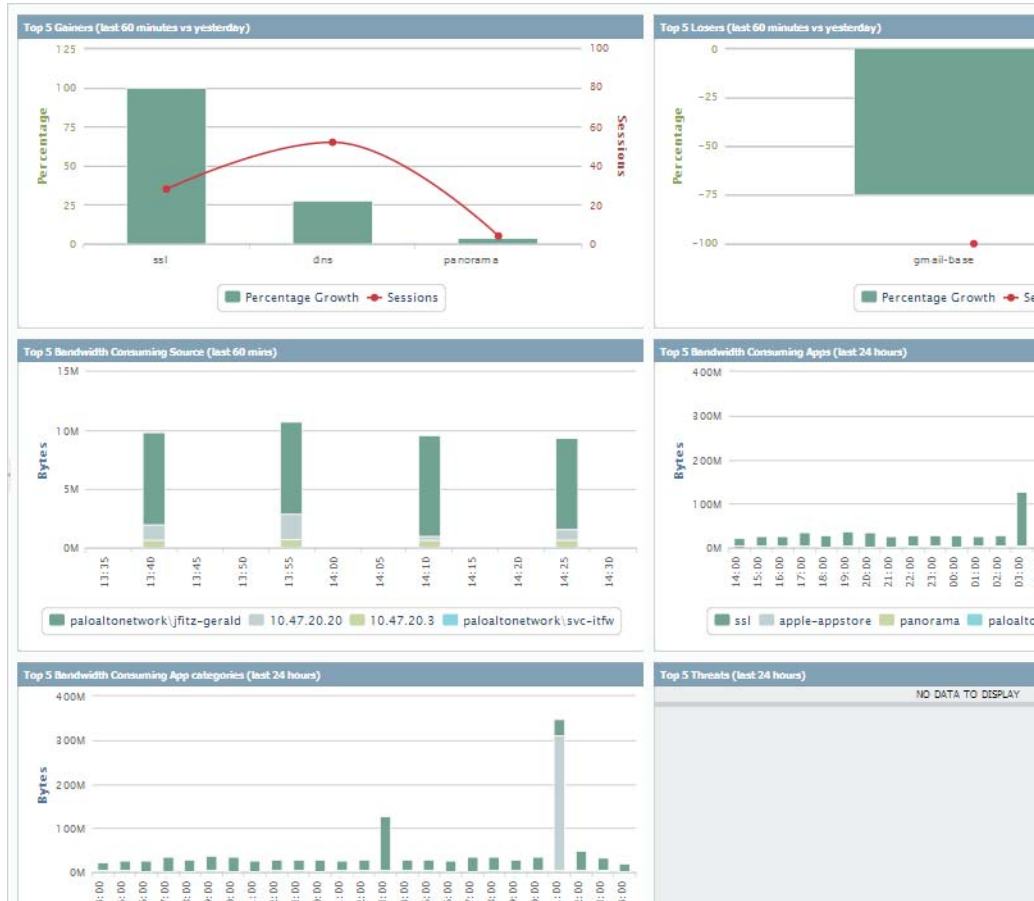 Top 5 Gainers (last 60 minutes vs yesterday)
125
100
75
50
25
0
Percentage
100
80
60
40
20
0
Sessions
ssl dns panorama
Percentage Growth Sessions
Top 5 Losers (last 60 minutes vs yesterday)
0
-25
-50
-75
-100
Percentage
gmail-base
Percentage Growth Se
Top 5 Bandwidth Consuming Source (last 60 mins)
15M
10M
5M
0M
Bytes
13:35 13:40 13:45 13:50 13:55 14:00 14:05 14:10 14:15 14:20 14:25 14:30
paloaltonetwork\jfitz-gerald 10.47.20.20 10.47.20.3 paloaltonetwork\svc-itfw
Top 5 Bandwidth Consuming Apps (last 24 hours)
400M
300M
200M
100M
0M
Bytes
14:00 15:00 16:00 17:00 18:00 19:00 20:00 21:00 22:00 23:00 00:00 01:00 02:00 03:00
ssl apple-appstore panorama paloalto
Top 5 Bandwidth Consuming App categories (last 24 hours)
400M
300M
200M
100M
0M
Bytes
Top 5 Threats (last 24 hours)
NO DATA TO DISPLAY